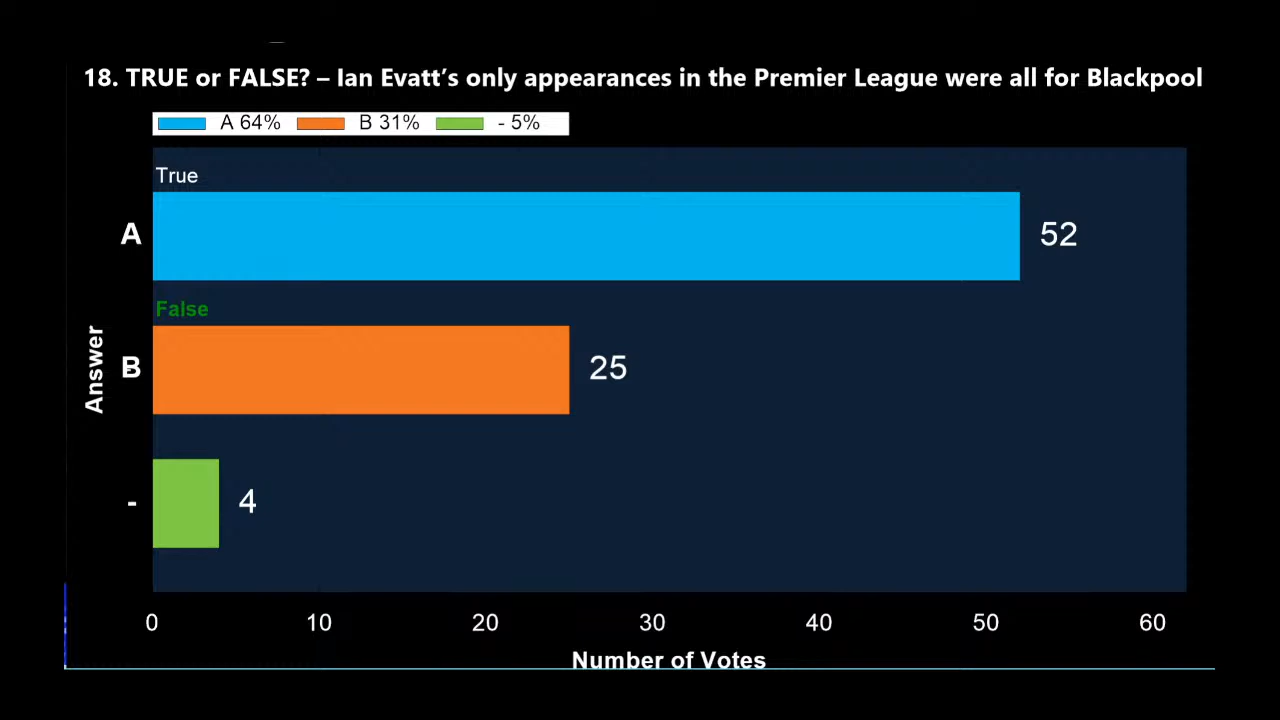 18. TRUE or FALSE? – Ian Evatt’s only appearances in the Premier League were all for Blackpool
A 64% B 31% - 5%
True
A 52
False
B 25
- 4
Answer
0 10 20 30 40 50 60
Number of Votes